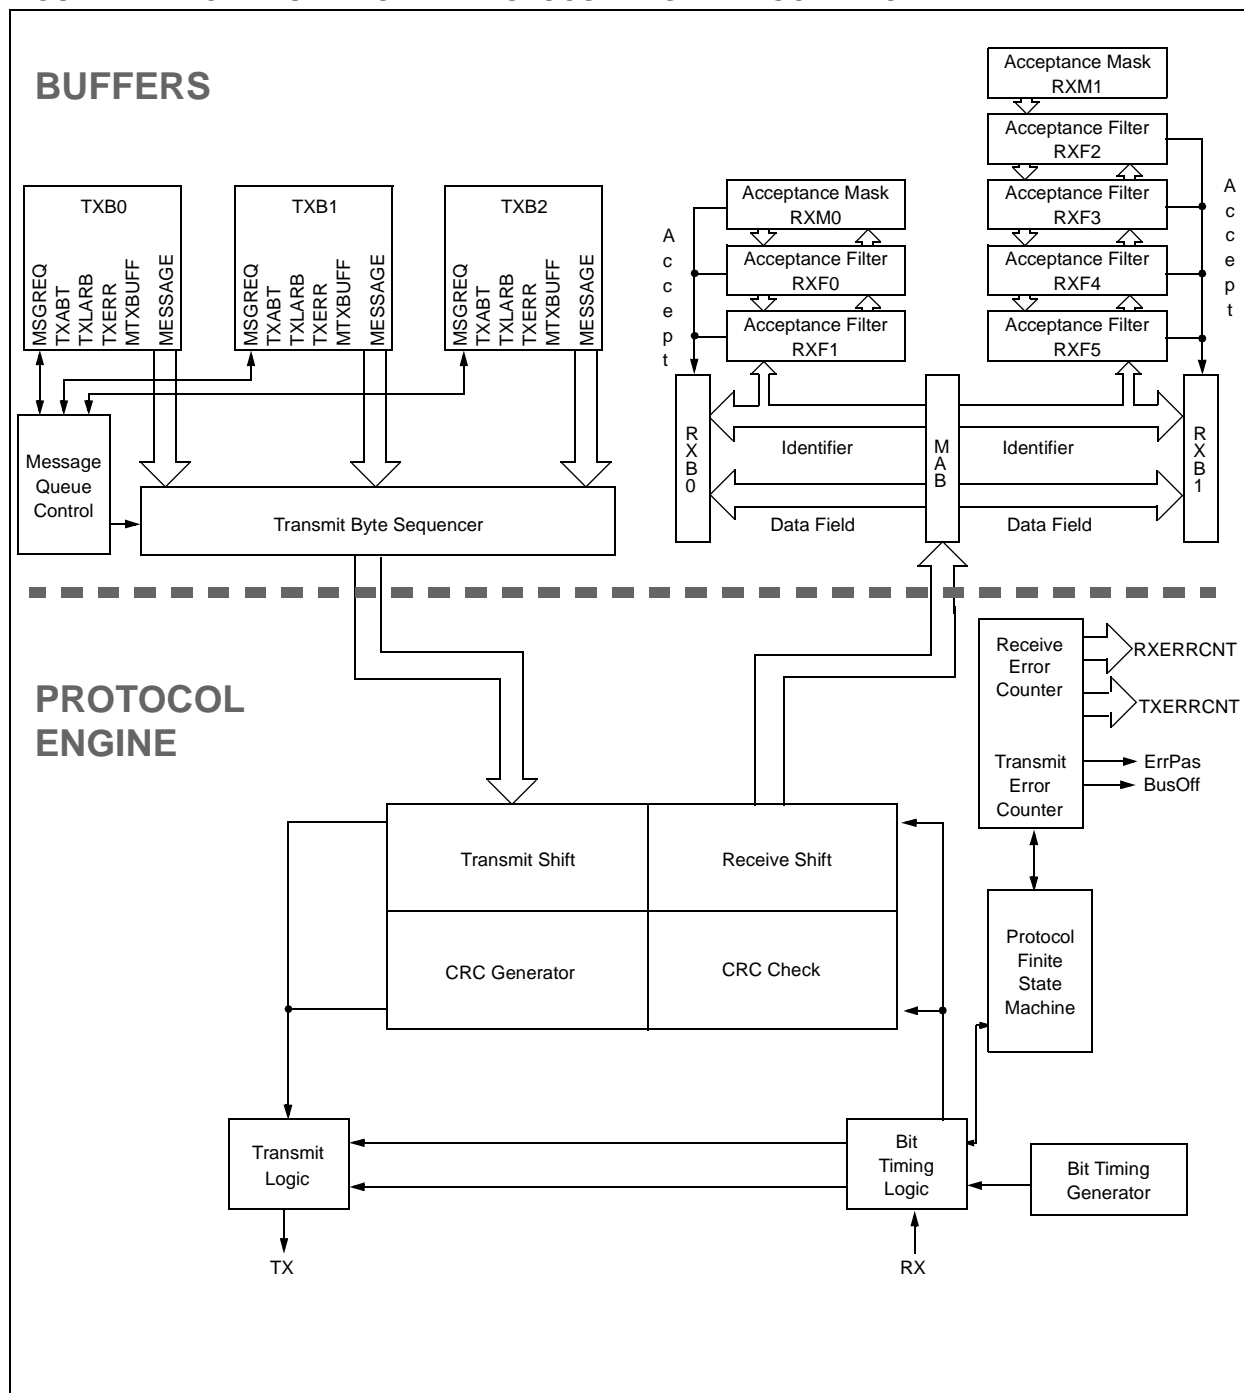 BUFFERS
Acceptance Mask
RXM1
Acceptance Filter
RXF2
Acceptance Filter
RXF3
Acceptance Filter
RXF4
Acceptance Filter
RXF5
Accept
Acceptance Mask
RXM0
Acceptance Filter
RXF0
Acceptance Filter
RXF1
Accept
TXB0
MSGREQ
TXABT
TXLARB
TXERR
MTXBUFF
MESSAGE
TXB1
MSGREQ
TXABT
TXLARB
TXERR
MTXBUFF
MESSAGE
TXB2
MSGREQ
TXABT
TXLARB
TXERR
MTXBUFF
MESSAGE
Message
Queue
Control
Transmit Byte Sequencer
RXB0
Identifier
Data Field
MAB
Identifier
Data Field
RXB1
PROTOCOL
ENGINE
Receive
Error
Counter
Transmit
Error
Counter
RXERRCNT
TXERRCNT
ErrPas
BusOff
Transmit Shift
Receive Shift
CRC Generator
CRC Check
Protocol
Finite
State
Machine
Transmit
Logic
Bit
Timing
Logic
Bit Timing
Generator
TX
RX